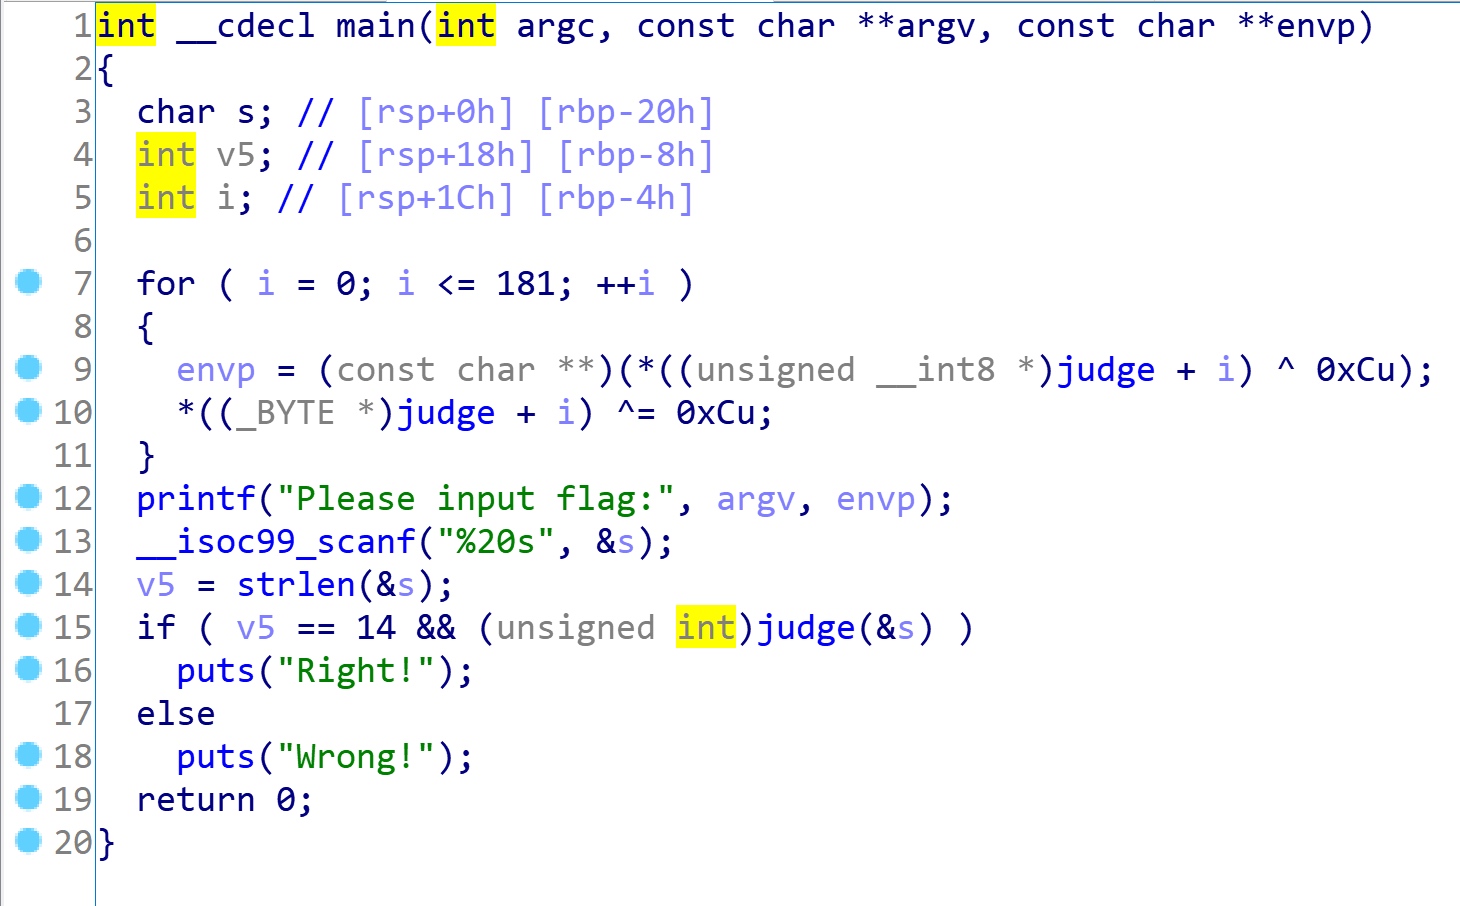 1 int __cdecl main(int argc, const char **argv, const char **envp)
2 {
3   char s; // [rsp+0h] [rbp-20h]
4   int v5; // [rsp+18h] [rbp-8h]
5   int i; // [rsp+1Ch] [rbp-4h]
6
7   for ( i = 0; i <= 181; ++i )
8   {
9     envp = (const char **)(*((unsigned __int8 *)judge + i) ^ 0xCu);
10     *((_BYTE *)judge + i) ^= 0xCu;
11   }
12   printf("Please input flag:", argv, envp);
13   __isoc99_scanf("%20s", &s);
14   v5 = strlen(&s);
15   if ( v5 == 14 && (unsigned int)judge(&s) )
16     puts("Right!");
17   else
18     puts("Wrong!");
19   return 0;
20 }